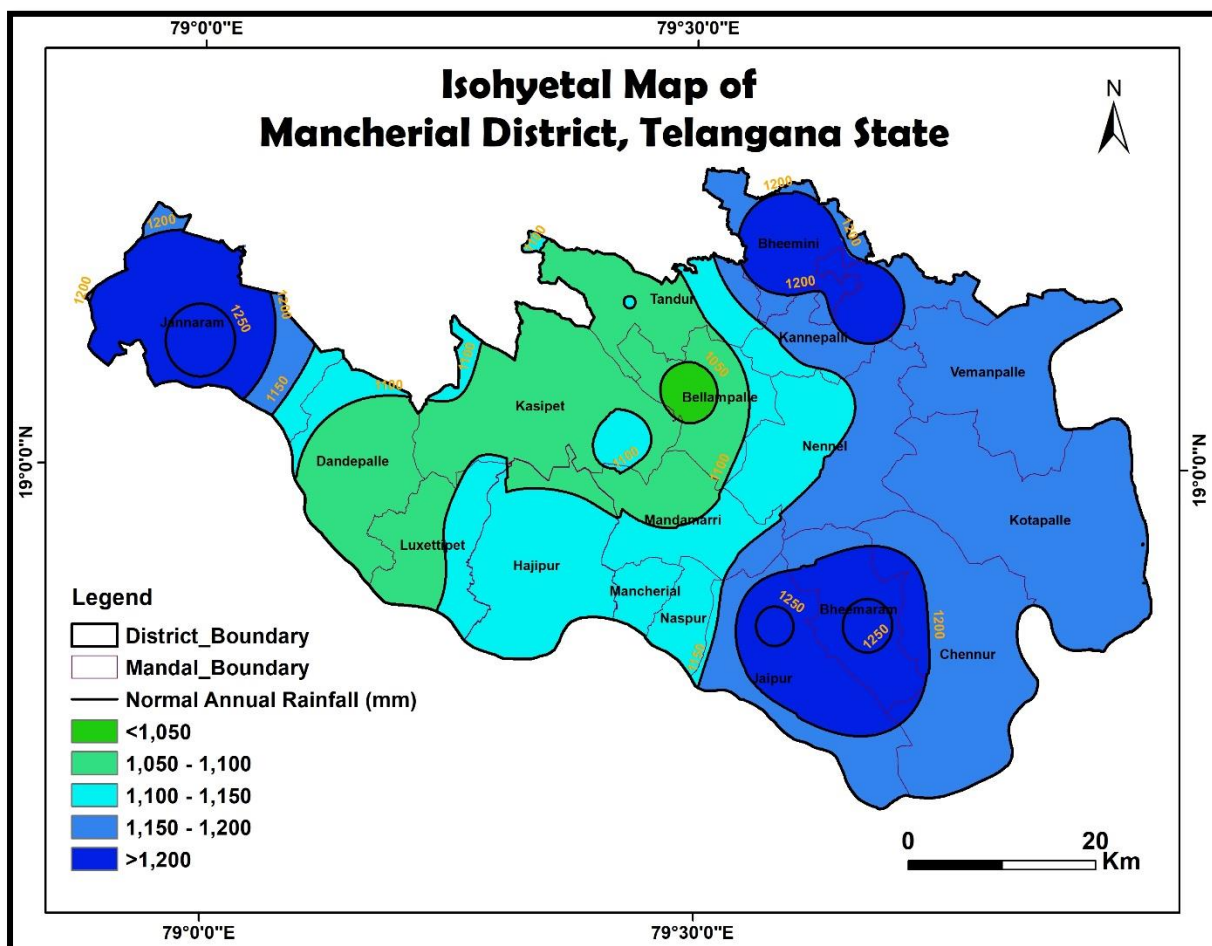 79°0'0"E
79°30'0"E
Isohyetal Map of
Mancherial District, Telangana State
N
1200
1200
1200
1200
1250
Jannaram
1150
1200
Bheemini
1200
1200
Tandur
Kannepalli
1100
1100
1050
Vemanpalle
Kasipet
Bellampalle
Nennel
1100
1100
Dandepalle
19°0'0"N
19°0'0"N
Mandamarri
Kotapalle
Luxettipet
Hajipur
Mancherial
Naspur
1150
1250
Bheemaram
1250
1200
Jaipur
Chennur
Legend
District_Boundary
Mandal_Boundary
Normal Annual Rainfall (mm)
<1,050
1,050 - 1,100
1,100 - 1,150
1,150 - 1,200
>1,200
0 20
Km
79°0'0"E
79°30'0"E